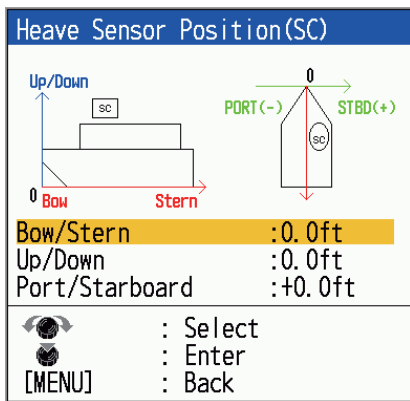 Heave Sensor Position(SC)
Up/Down
SC
0 Bow Stern
0
PORT(-) STBD(+)
SC
Bow/Stern :0.0ft
Up/Down :0.0ft
Port/Starboard :+0.0ft
: Select
: Enter
[MENU] : Back